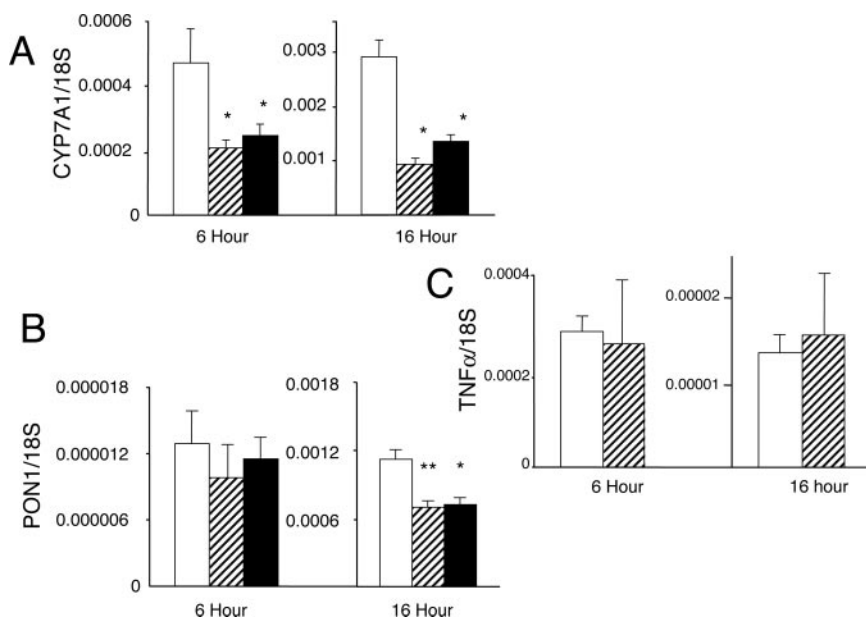 A
CYP7A1/18S
0.0006
0.0004
0.0002
0
* *
6 Hour
0.003
0.002
0.001
* *
16 Hour
B
PON1/18S
0.000018
0.000012
0.000006
0
6 Hour
0.0018
0.0012
0.0006
** *
16 Hour
C
TNFα/18S
0.0004
0.0002
0
6 Hour
0.00002
0.00001
16 hour